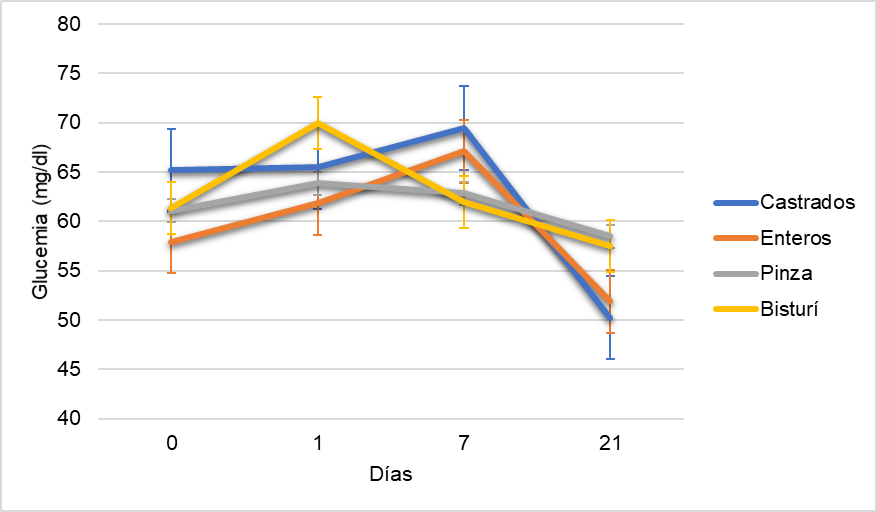 80
75
70
65
60
55
50
45
40
Glucemia (mg/dl)
0 1 7 21
Días
Castrados
Enteros
Pinza
Bisturí